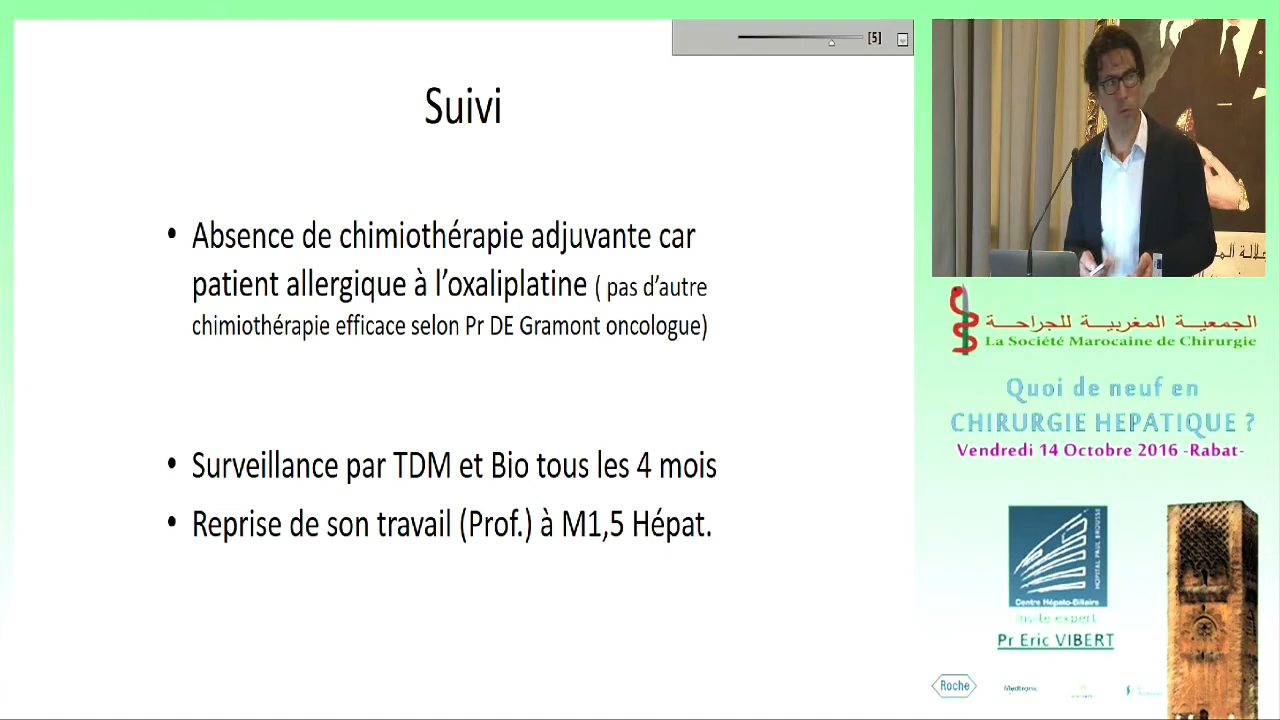 [5]
Suivi
• Absence de chimiothérapie adjuvante car
patient allergique à l’oxaliplatine ( pas d’autre
chimiothérapie efficace selon Pr DE Gramont oncologue)
• Surveillance par TDM et Bio tous les 4 mois
• Reprise de son travail (Prof.) à M1,5 Hépat.
الجمعية المغربية للجراحة
La Société Marocaine de Chirurgie
Quoi de neuf en
CHIRURGIE HEPATIQUE ?
Vendredi 14 Octobre 2016 -Rabat-
HOPITAL PAUL BROUSSE
Centre Hépato-Biliaire
Invité expert
Pr Eric VIBERT
Roche
Medtronic